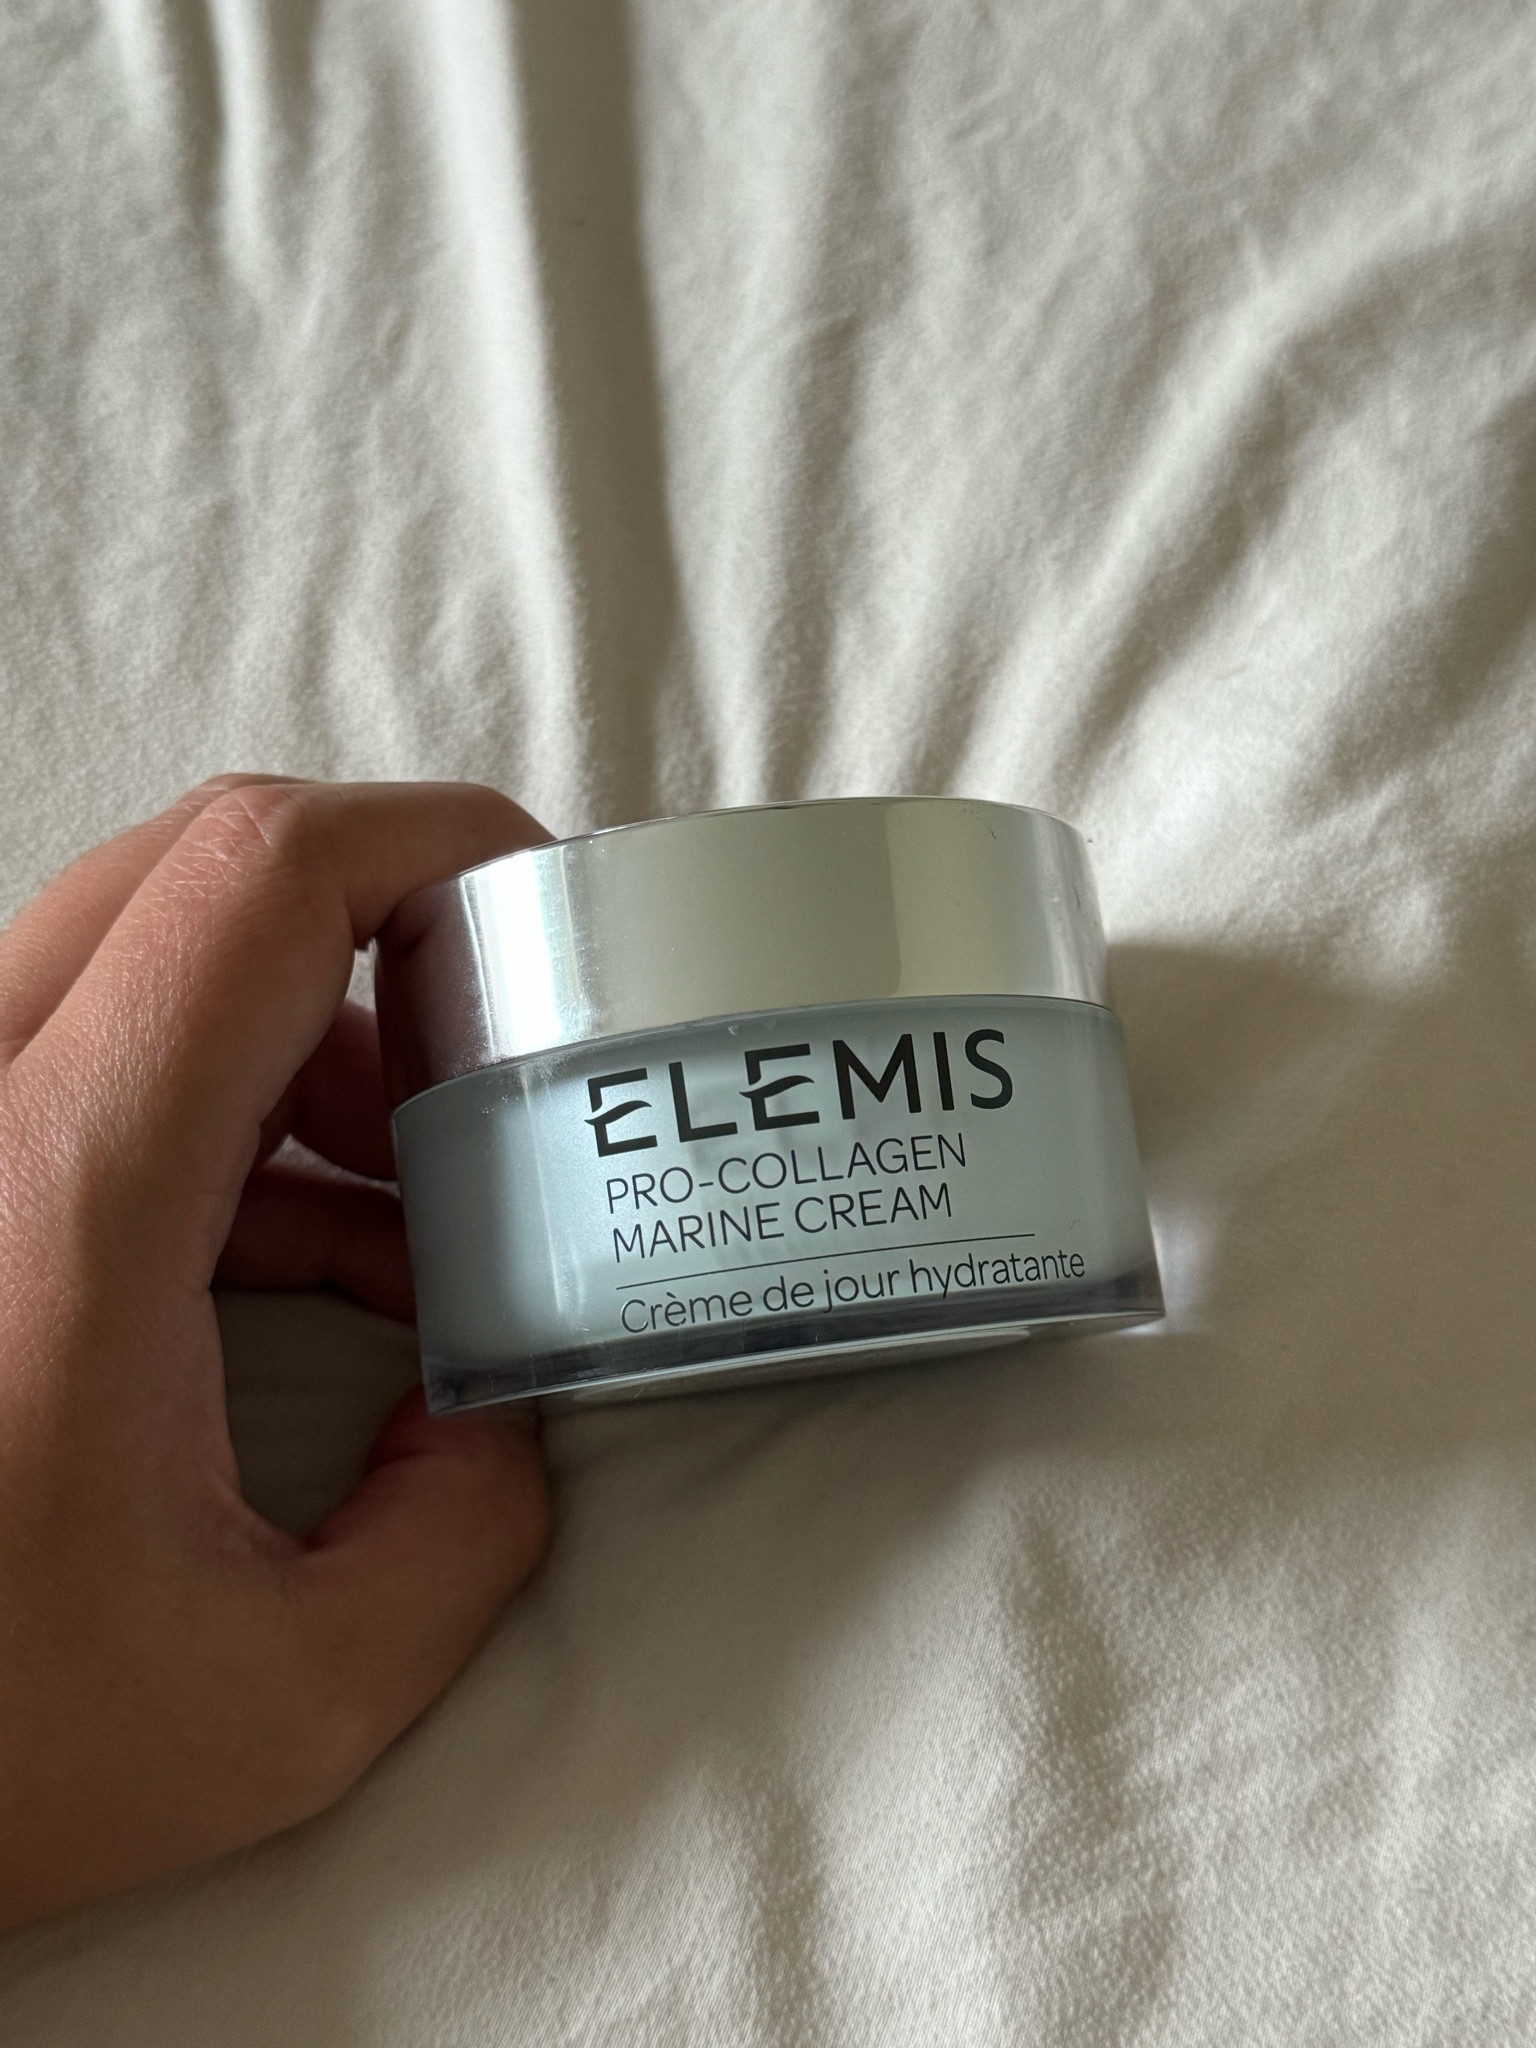 ELEMIS
PRO-COLLAGEN
MARINE CREAM
Crème de jour hydratante